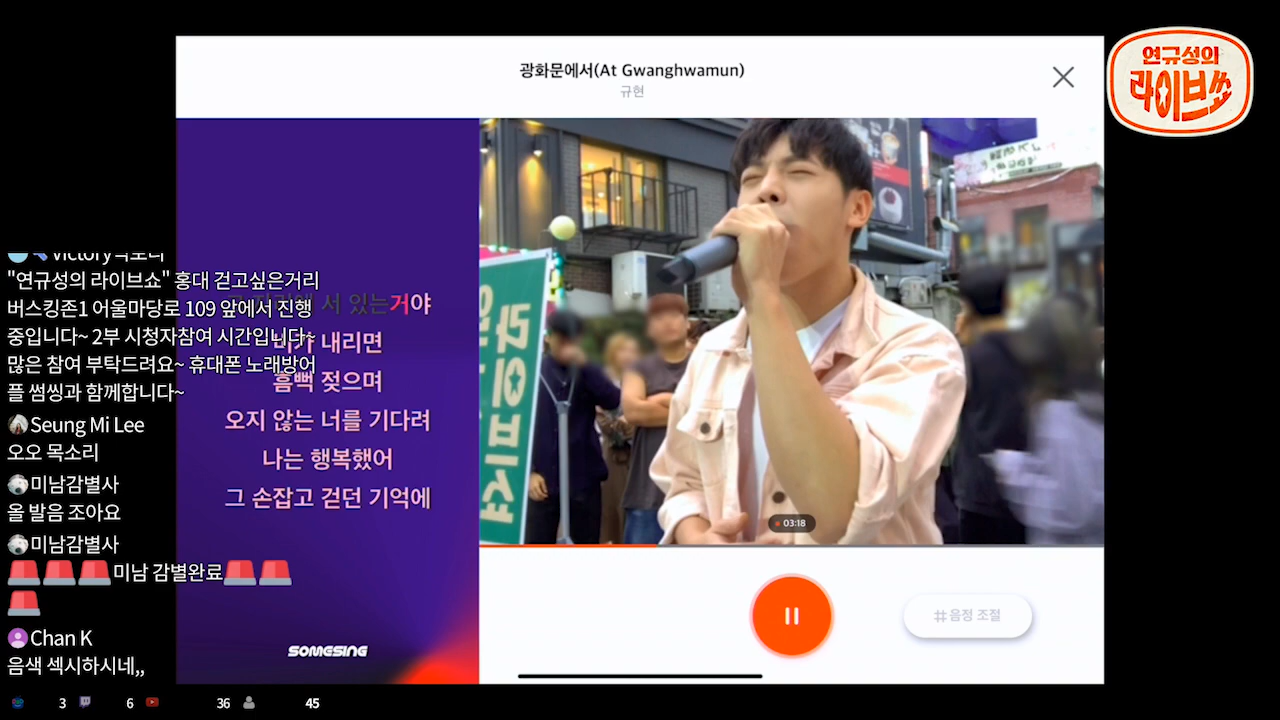 광화문에서(At Gwanghwamun)
규현
연규성의
라이브쇼
"연규성의 라이브쇼" 홍대 걷고싶은거리
버스킹존1 어울마당로 109 앞에서 진행
중입니다~ 2부 시청자참여 시간입니다~
많은 참여 부탁드려요~ 휴대폰 노래방어
플 썸씽과 함께합니다~
Seung Mi Lee
오오 목소리
미남감별사
올 발음 조아요
미남감별사
미남 감별완료
Chan K
음색 섹시하시네,,
서 있는거야
내리면
흠뻑 젖으며
오지 않는 너를 기다려
나는 행복했어
그 손잡고 걷던 기억에
SOMESING
라이브쇼
03:18
음정 조절
3 6 36 45